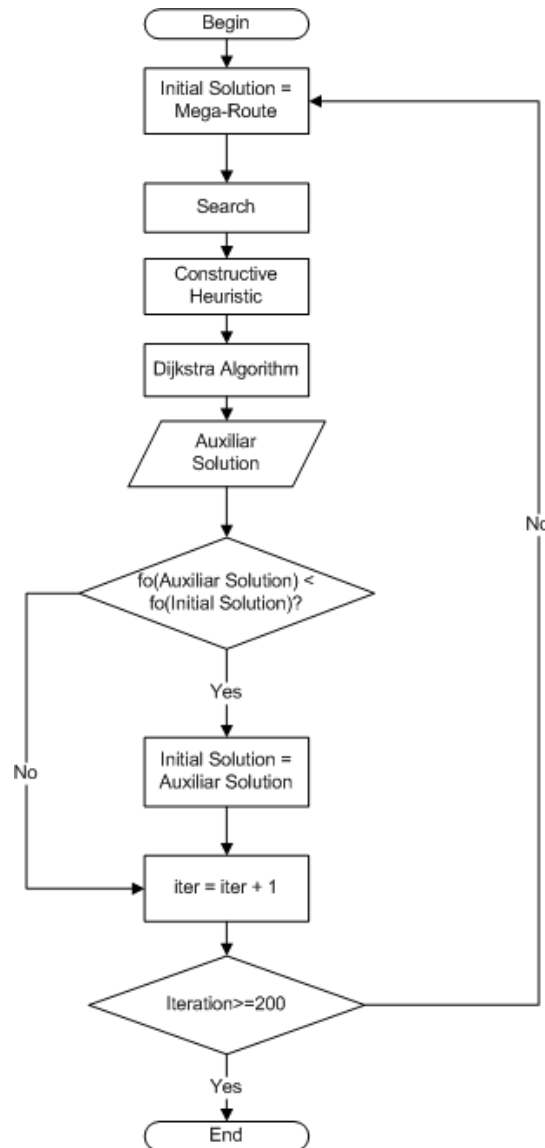 Begin
Initial Solution =
Mega-Route
Search
Constructive
Heuristic
Dijkstra Algorithm
Auxiliar
Solution
fo(Auxiliar Solution) <
fo(Initial Solution)?
No
Yes
Initial Solution =
Auxiliar Solution
No
iter = iter + 1
Iteration>=200
Yes
End